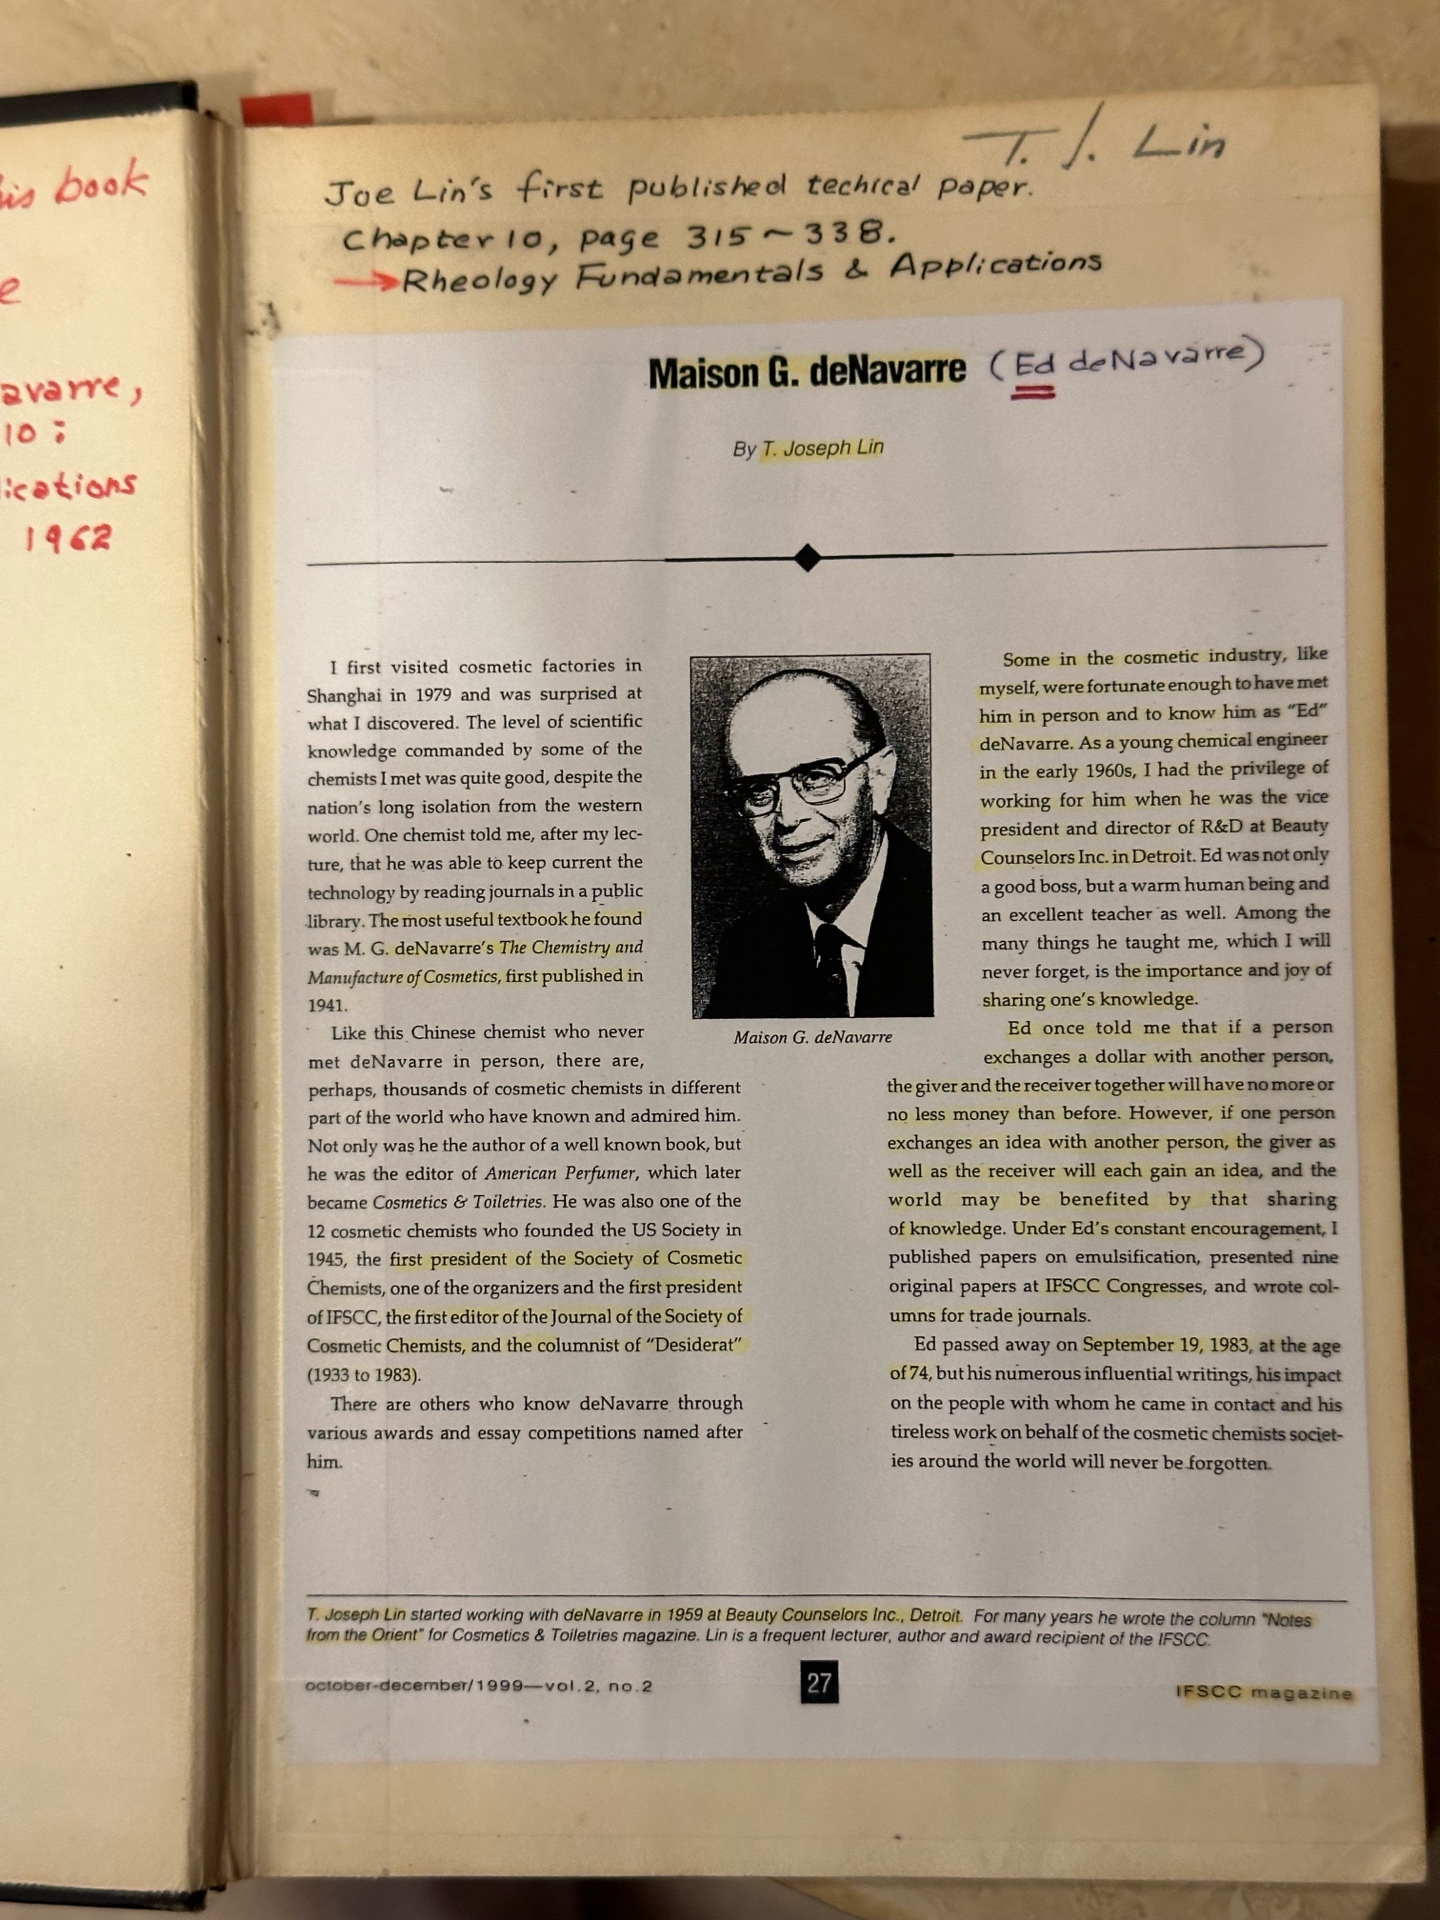 his book
e
avarre,
10:
lications
1962
T. J. Lin
Joe Lin's first published techical paper.
Chapter 10, page 315~338.
→Rheology Fundamentals & Applications
Maison G. deNavarre (Ed deNavarre)
By T. Joseph Lin
I first visited cosmetic factories in
Shanghai in 1979 and was surprised at
what I discovered. The level of scientific
knowledge commanded by some of the
chemists I met was quite good, despite the
nation's long isolation from the western
world. One chemist told me, after my lec-
ture, that he was able to keep current the
technology by reading journals in a public
library. The most useful textbook he found
was M. G. deNavarre's The Chemistry and
Manufacture of Cosmetics, first published in
1941.
Like this Chinese chemist who never
met deNavarre in person, there are,
perhaps, thousands of cosmetic chemists in different
part of the world who have known and admired him.
Not only was he the author of a well known book, but
he was the editor of American Perfumer, which later
became Cosmetics & Toiletries. He was also one of the
12 cosmetic chemists who founded the US Society in
1945, the first president of the Society of Cosmetic
Chemists, one of the organizers and the first president
of IFSCC, the first editor of the Journal of the Society of
Cosmetic Chemists, and the columnist of "Desiderat"
(1933 to 1983).
There are others who know deNavarre through
various awards and essay competitions named after
him.
Maison G. deNavarre
Some in the cosmetic industry, like
myself, were fortunate enough to have met
him in person and to know him as "Ed"
deNavarre. As a young chemical engineer
in the early 1960s, I had the privilege of
working for him when he was the vice
president and director of R&D at Beauty
Counselors Inc. in Detroit. Ed was not only
a good boss, but a warm human being and
an excellent teacher as well. Among the
many things he taught me, which I will
never forget, is the importance and joy of
sharing one's knowledge.
Ed once told me that if a person
exchanges a dollar with another person,
the giver and the receiver together will have no more or
no less money than before. However, if one person
exchanges an idea with another person, the giver as
well as the receiver will each gain an idea, and the
world may be benefited by that sharing
of knowledge. Under Ed's constant encouragement, I
published papers on emulsification, presented nine
original papers at IFSCC Congresses, and wrote col-
umns for trade journals.
Ed passed away on September 19, 1983, at the age
of 74, but his numerous influential writings, his impact
on the people with whom he came in contact and his
tireless work on behalf of the cosmetic chemists societ-
ies around the world will never be forgotten.
T. Joseph Lin started working with deNavarre in 1959 at Beauty Counselors Inc., Detroit. For many years he wrote the column "Notes
from the Orient" for Cosmetics & Toiletries magazine. Lin is a frequent lecturer, author and award recipient of the IFSCC.
october-december/1999—vol.2, no.2
27
IFSCC magazine